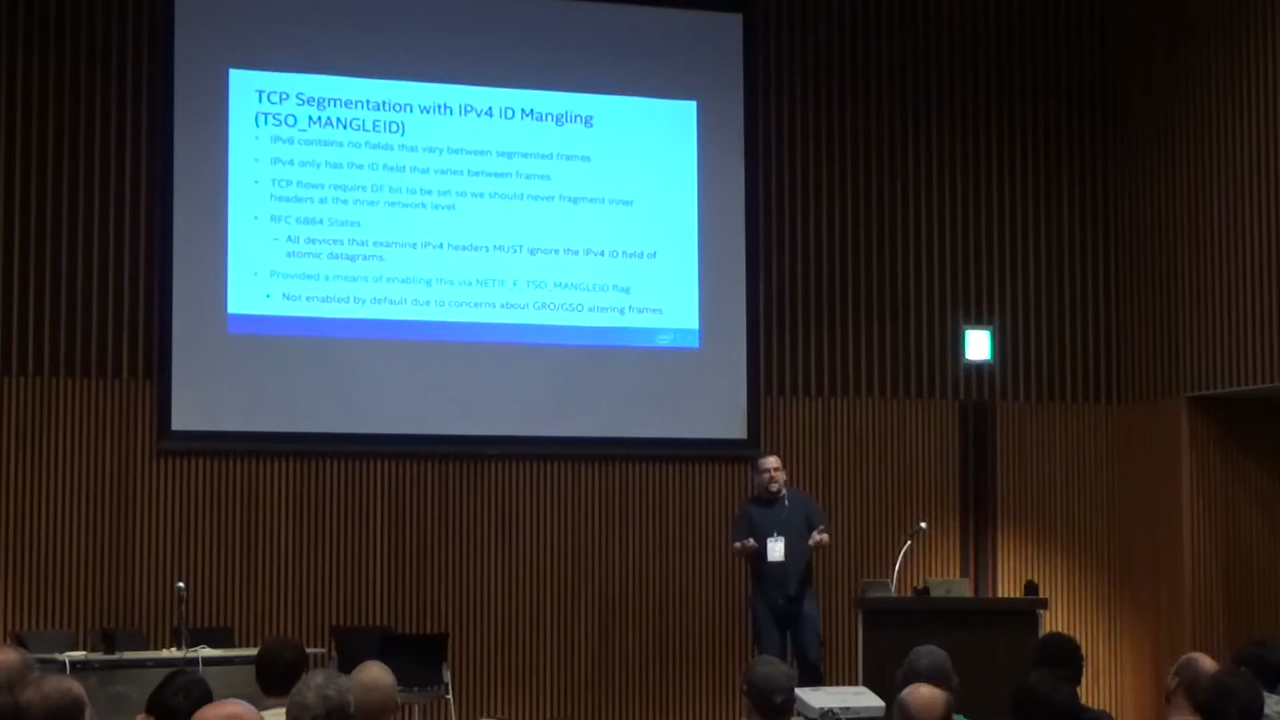 TCP Segmentation with IPv4 ID Mangling
(TSO_MANGLEID)
• IPv6 contains no fields that vary between segmented frames
• IPv4 only has the ID field that varies between frames
• TCP flows require DF bit to be set so we should never fragment inner
headers at the inner network level.
• RFC 6864 States
– All devices that examine IPv4 headers MUST ignore the IPv4 ID field of
atomic datagrams.
• Provided a means of enabling this via NETIF_F_TSO_MANGLEID flag
• Not enabled by default due to concerns about GRO/GSO altering frames
intel